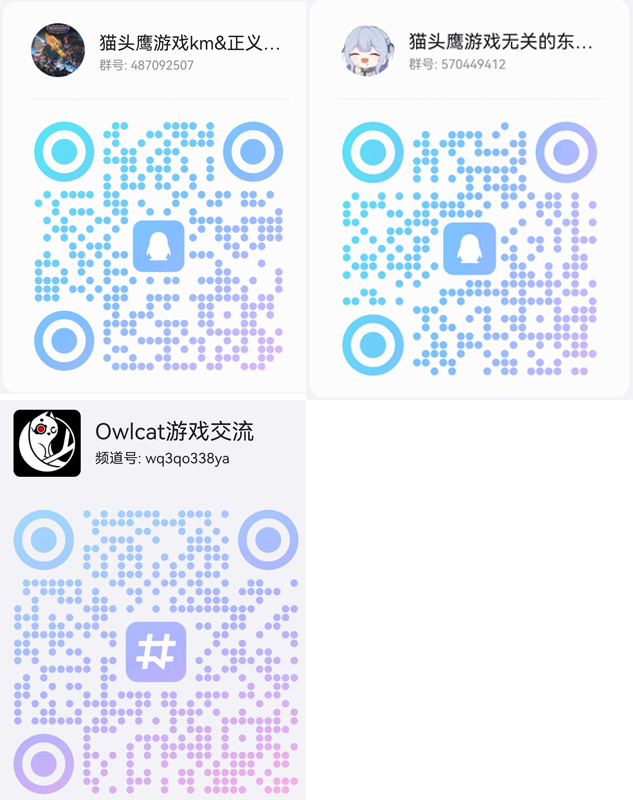 猫头鹰游戏km&正义...
群号: 487092507
猫头鹰游戏无关的东...
群号: 570449412
Owlcat游戏交流
频道号: wq3qo338ya